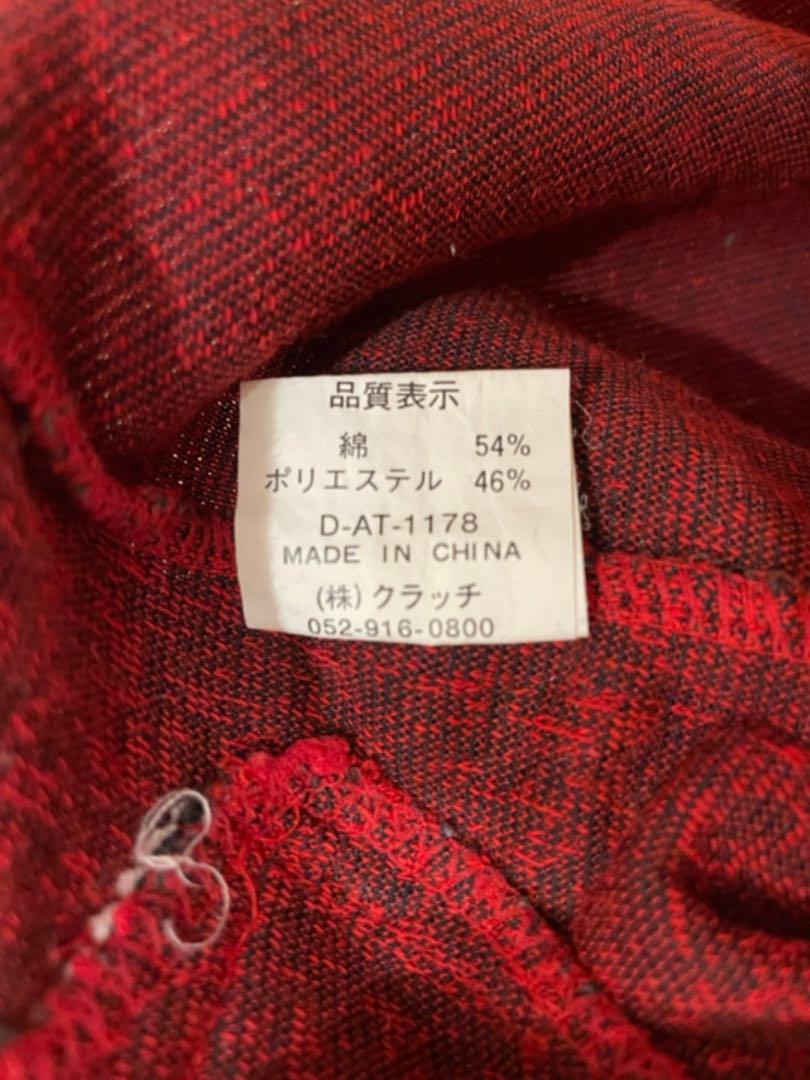 品質表示
綿 54%
ポリエステル 46%
D-AT-1178
MADE IN CHINA
(株)クラッチ
052-916-0800